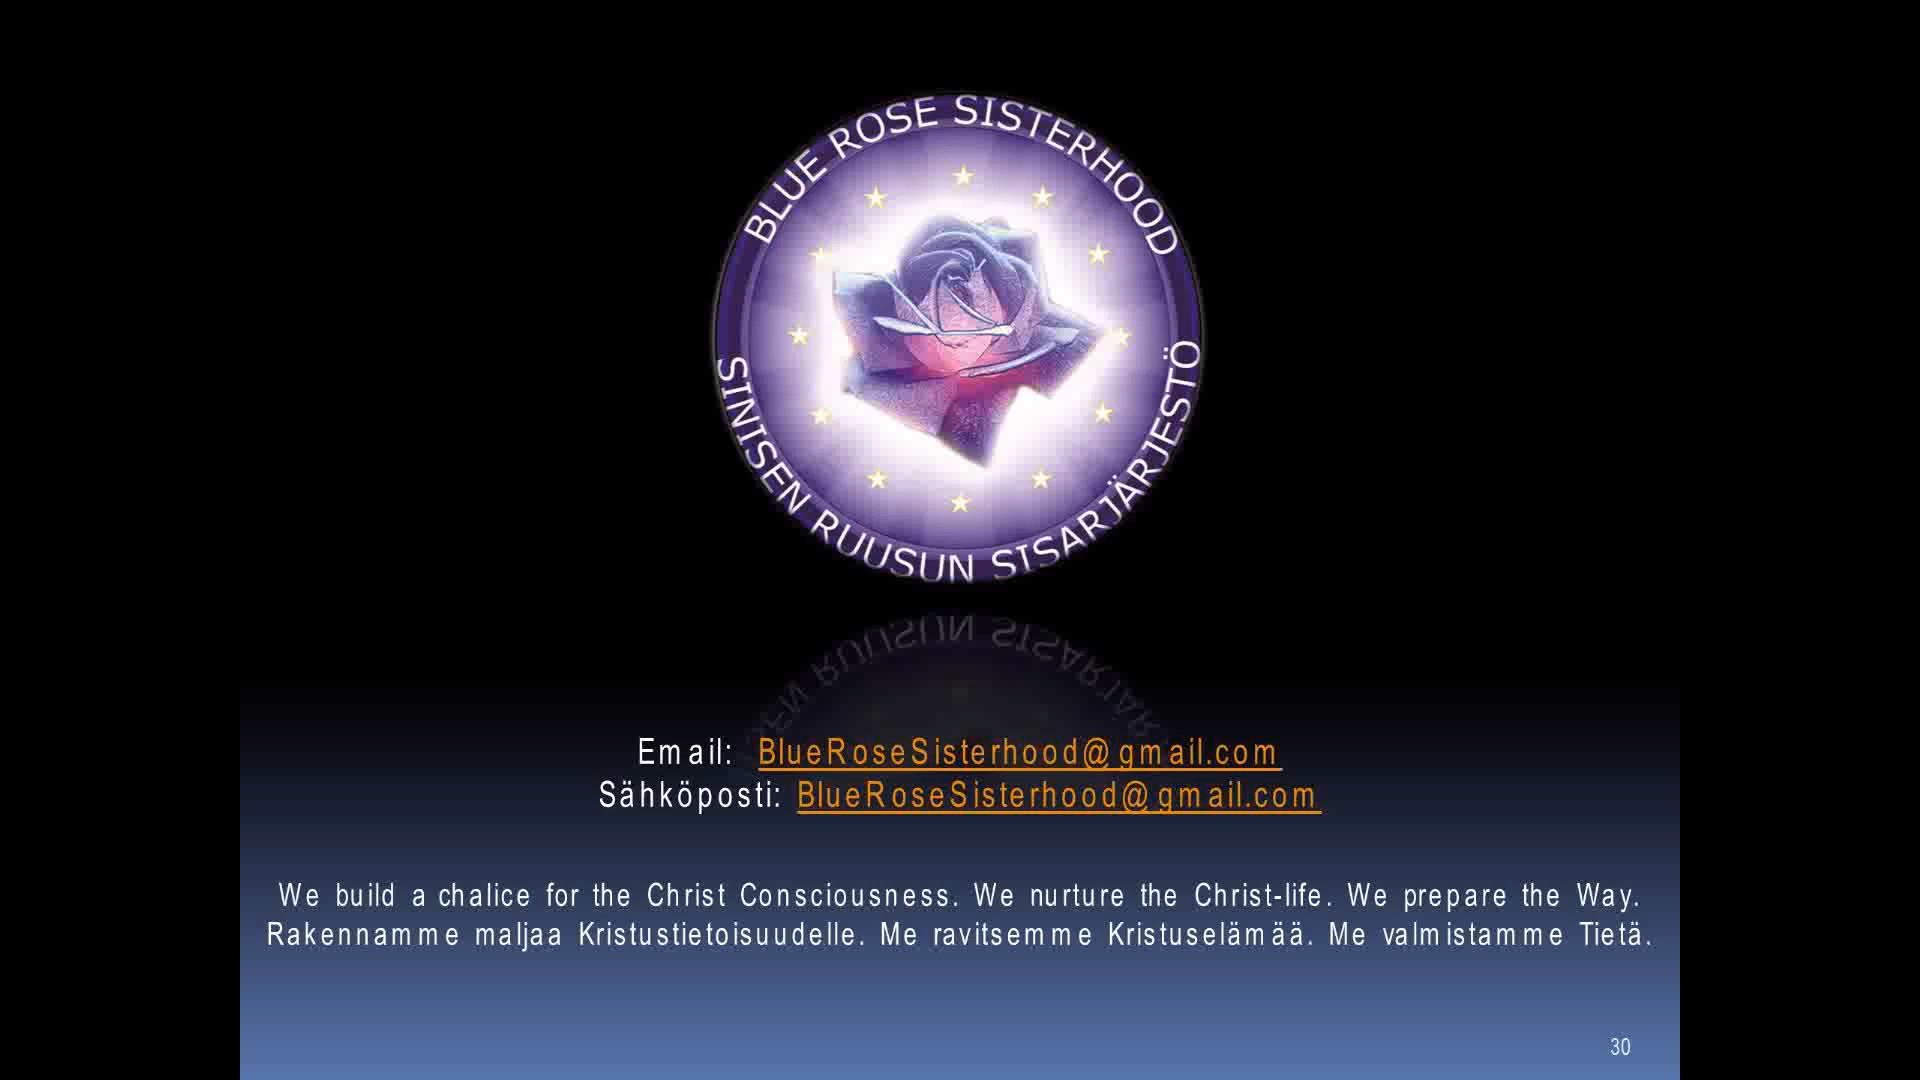 BLUE ROSE SISTERHOOD
SINISEN RUUSUN SISARJÄRJESTÖ
Email: BlueRoseSisterhood@gmail.com
Sähköposti: BlueRoseSisterhood@gmail.com
We build a chalice for the Christ Consciousness. We nurture the Christ-life. We prepare the Way.
Rakennamme maljaa Kristustietoisuudelle. Me ravitsemme Kristuselämää. Me valmistamme Tietä.
30